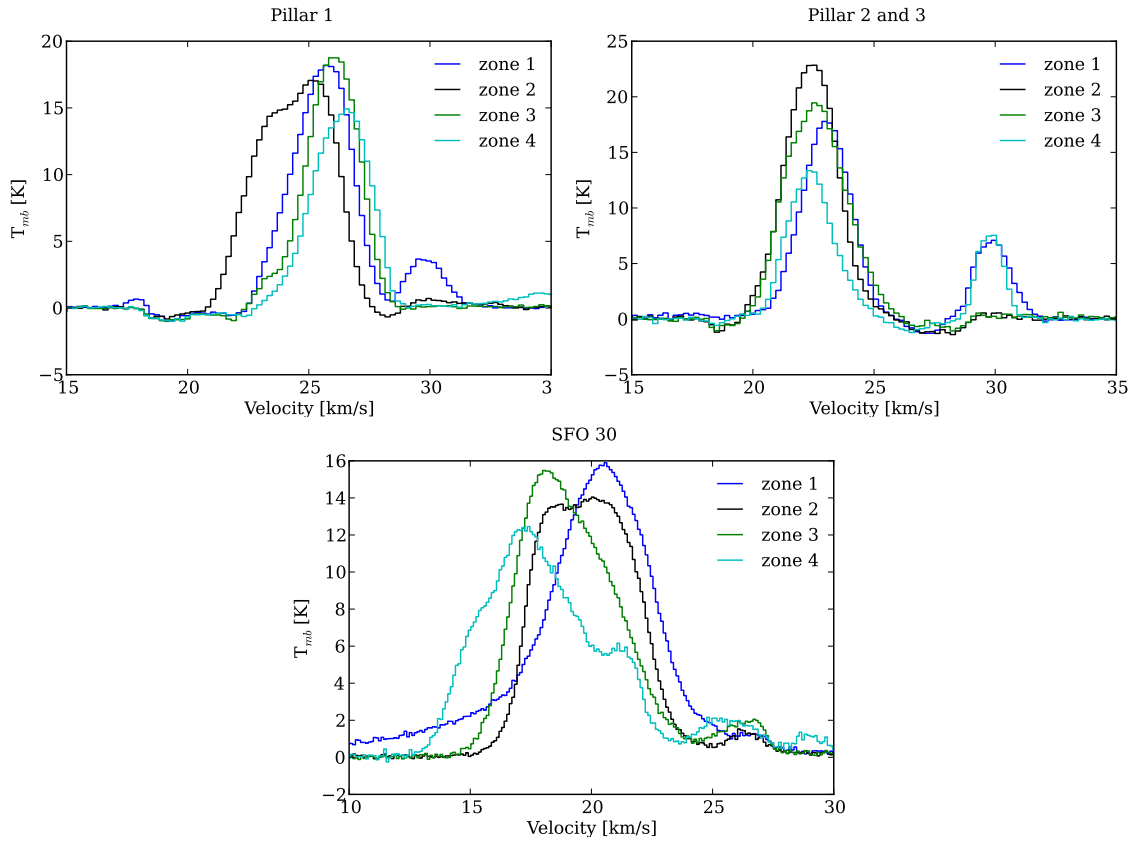 Pillar 1
20
15
10
5
0
−5
15
20
25
30
3
T_mb [K]
Velocity [km/s]
zone 1
zone 2
zone 3
zone 4
Pillar 2 and 3
25
20
15
10
5
0
−5
15
20
25
30
35
T_mb [K]
Velocity [km/s]
zone 1
zone 2
zone 3
zone 4
SFO 30
16
14
12
10
8
6
4
2
0
−2
10
15
20
25
30
T_mb [K]
Velocity [km/s]
zone 1
zone 2
zone 3
zone 4